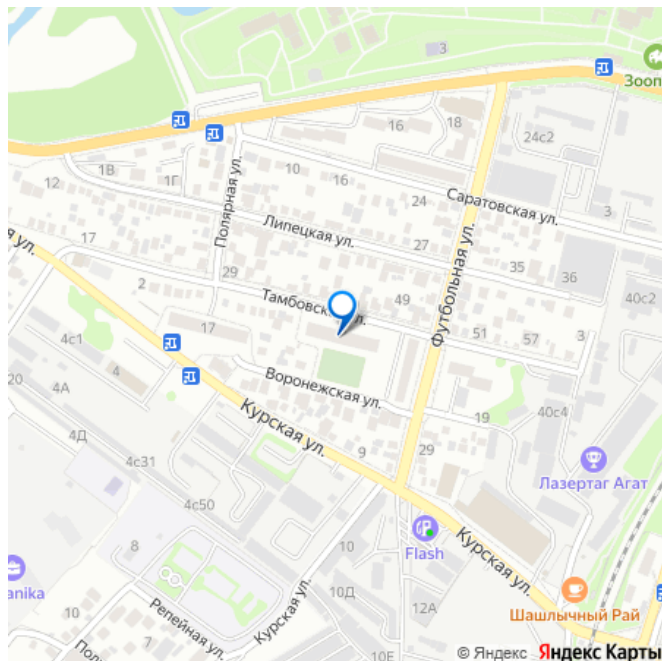 3
Зооп
16
18
24с2
1В
1Г
10
16
12
Полярная ул.
24
Саратовская ул.
3
Липецкая ул.
27
Футбольная ул.
я ул.
17
35
36
2
29
Тамбовская ул.
49
40с2
51
57
3
17
4с1
4
20
4А
Воронежская ул.
19
40с4
4Д
Курская ул.
9
29
4с31
Лазертаг Агат
4с50
Flash
Курская ул.
8
10
anika
10Д
12А
Шашлычный Рай
10
Репейная ул.
7
Курская ул.
Пол
10Е
© Яндекс Яндекс Карты